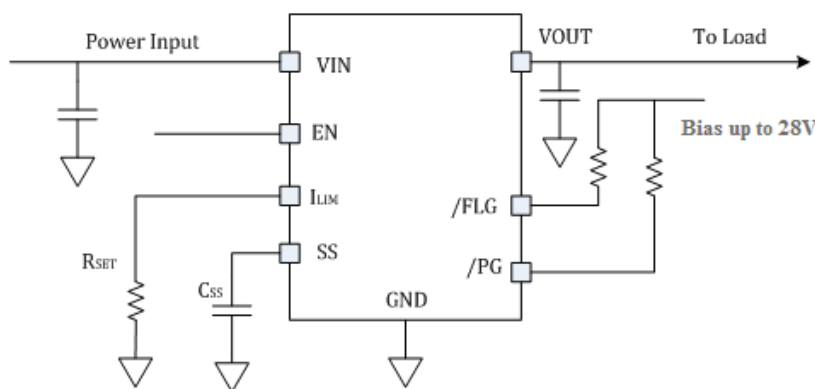 Power Input
VOUT
To Load
VIN
Bias up to 28V
EN
ILIM
/FLG
SS
RSET
/PG
CSS
GND